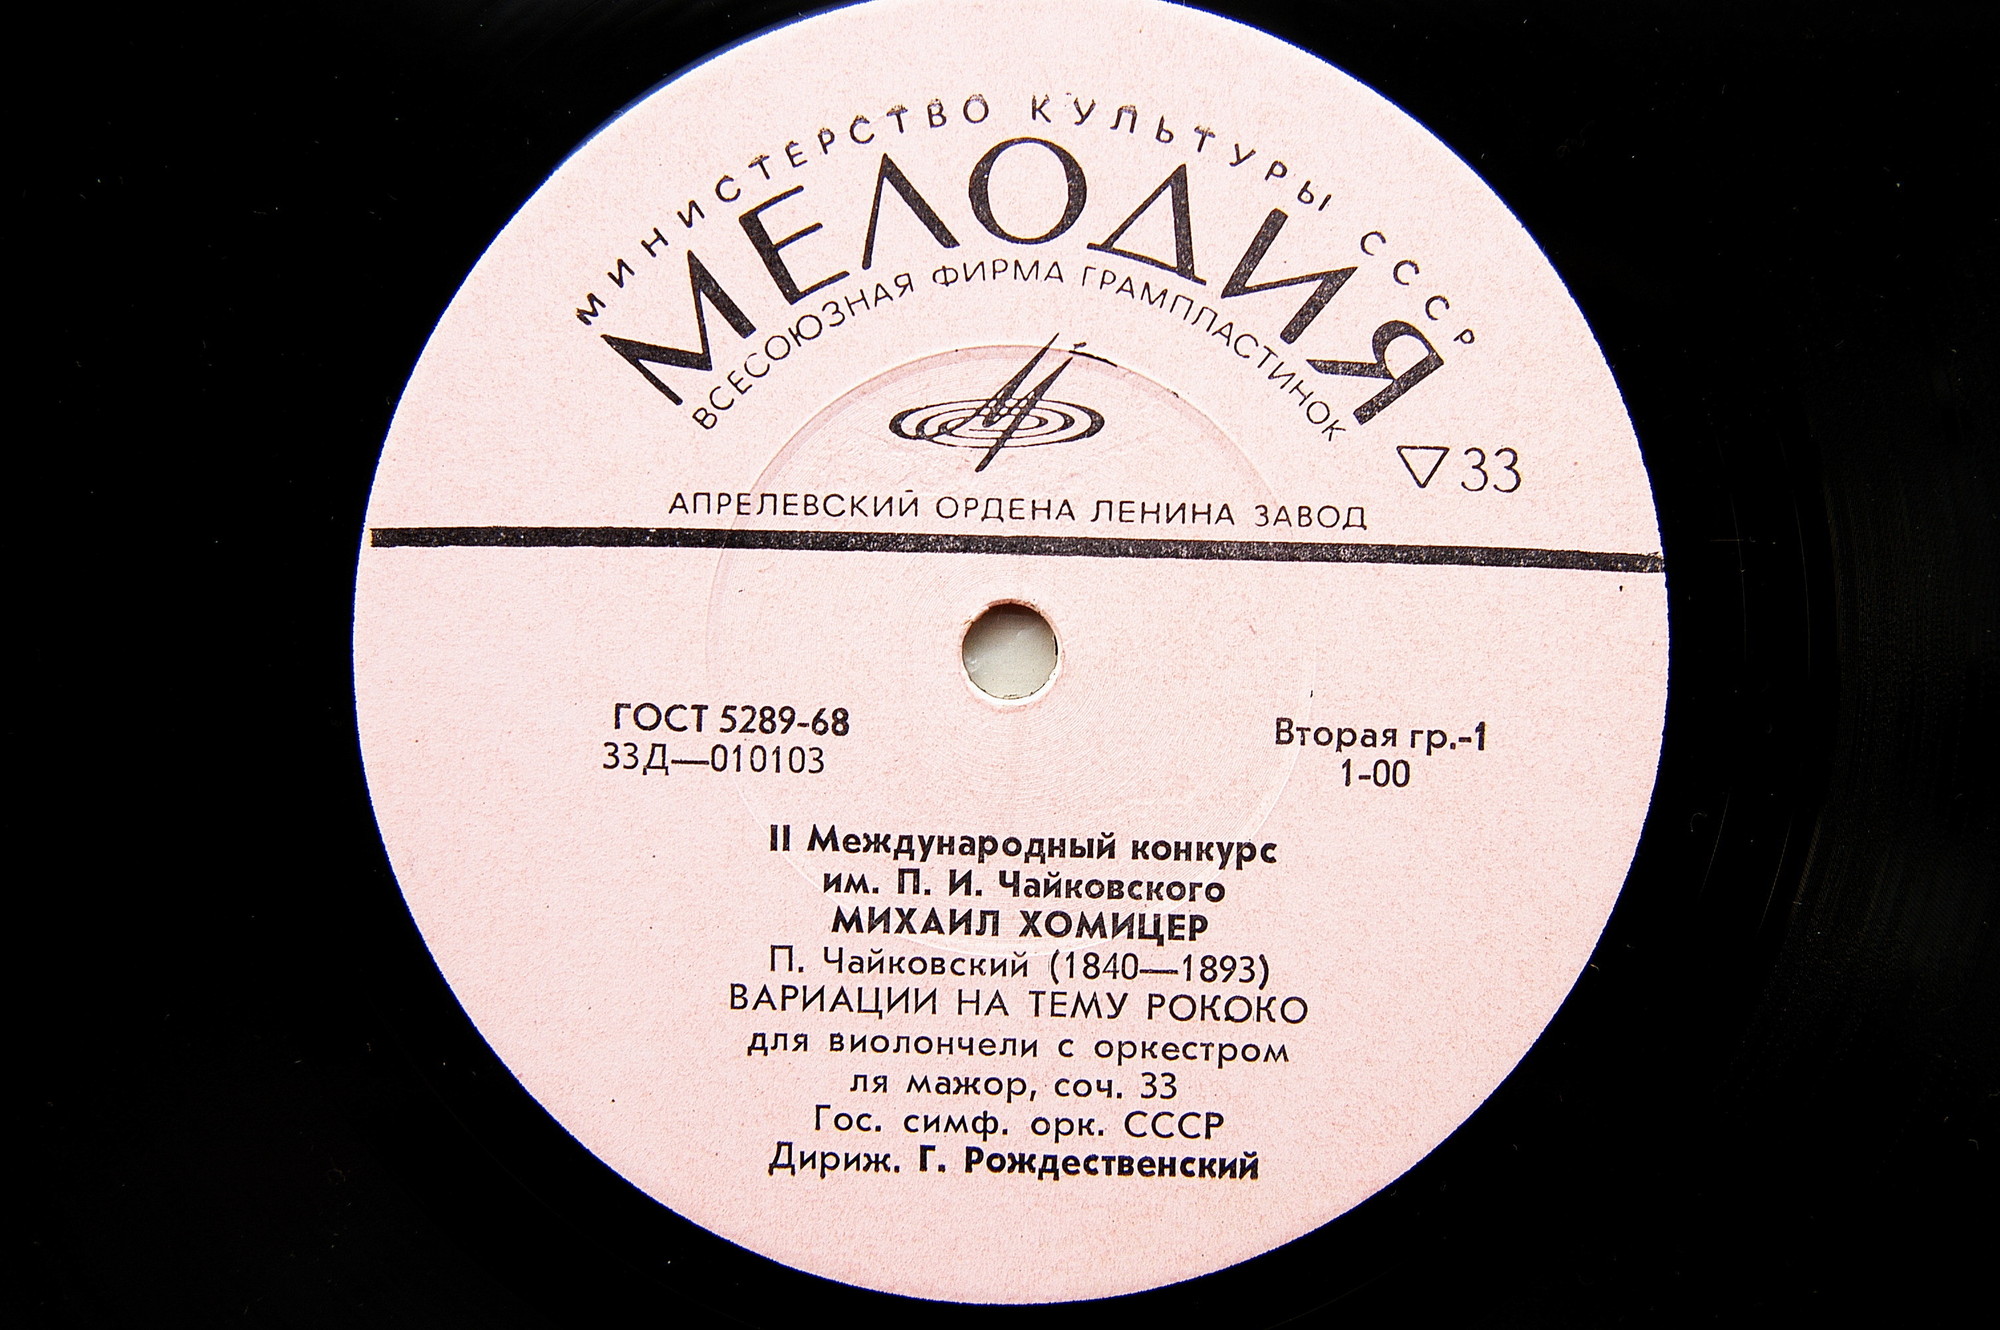 МИНИСТЕРСТВО КУЛЬТУРЫ СССР
МЕЛОДИЯ
ВСЕСОЮЗНАЯ ФИРМА ГРАМПЛАСТИНОК
▽33
АПРЕЛЕВСКИЙ ОРДЕНА ЛЕНИНА ЗАВОД
ГОСТ 5289-68
33Д—010103
Вторая гр.-1
1-00
II Международный конкурс
им. П. И. Чайковского
МИХАИЛ ХОМИЦЕР
П. Чайковский (1840—1893)
ВАРИАЦИИ НА ТЕМУ РОКОКО
для виолончели с оркестром
ля мажор, соч. 33
Гос. симф. орк. СССР
Дириж. Г. Рождественский